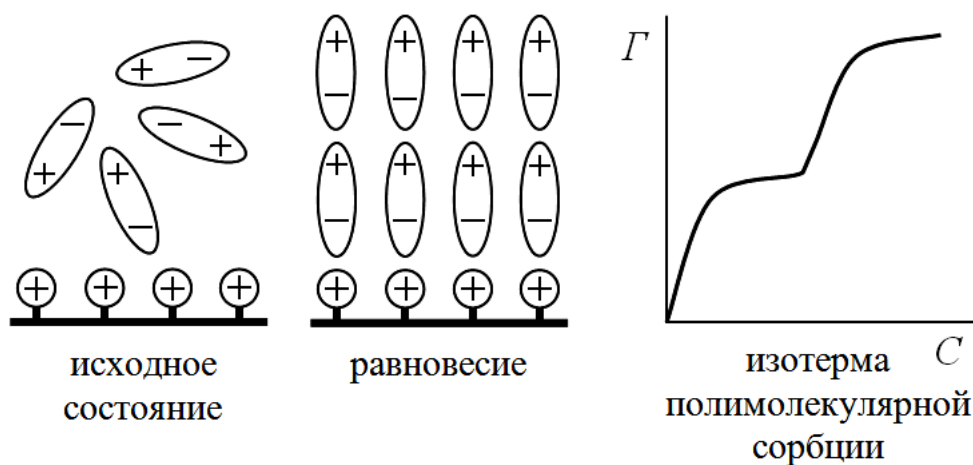 Г
C
исходное
состояние
равновесие
изотерма
полимолекулярной
сорбции